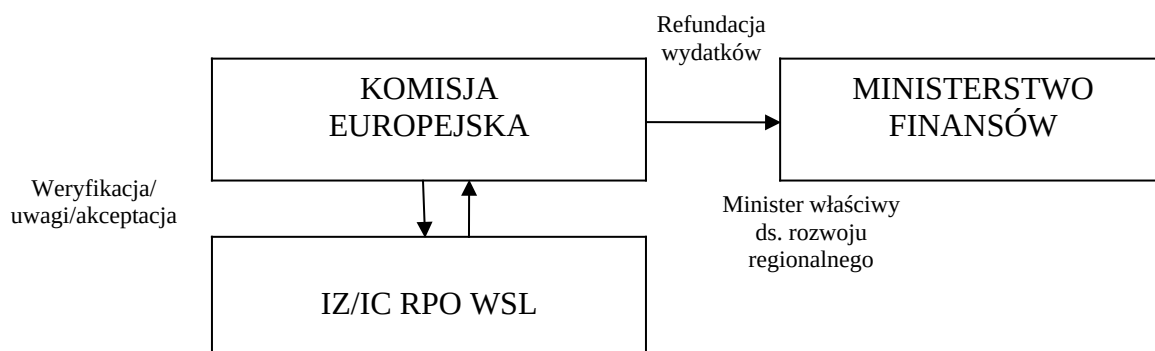 Refundacja
wydatków
KOMISJA
EUROPEJSKA
MINISTERSTWO
FINANSÓW
Weryfikacja/
uwagi/akceptacja
Minister właściwy
ds. rozwoju
regionalnego
IZ/IC RPO WSL